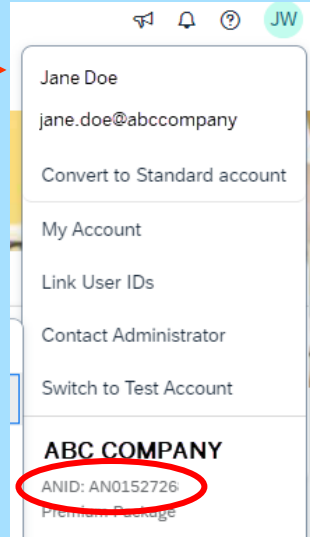 JW
Jane Doe
jane.doe@abccompany
Convert to Standard account
My Account
Link User IDs
Contact Administrator
Switch to Test Account
ABC COMPANY
ANID: AN0152726
Premium Package